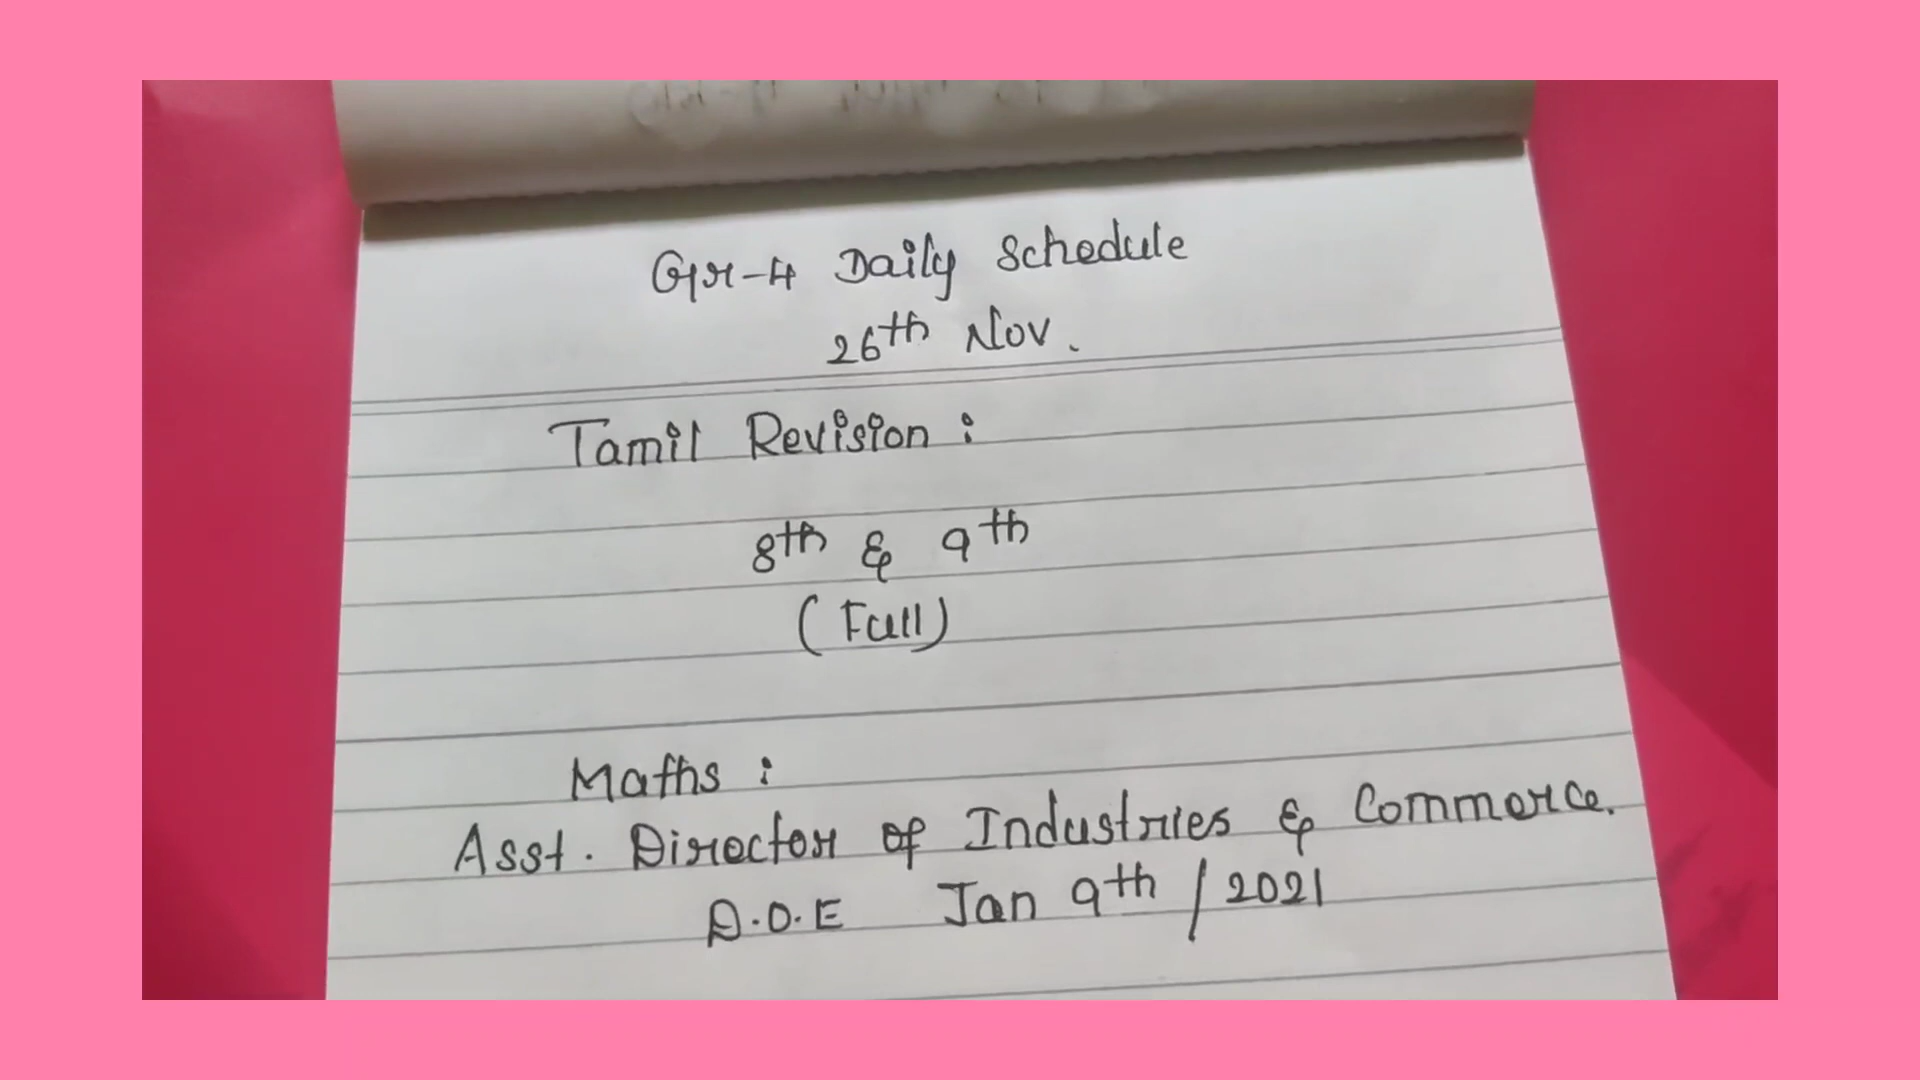 Gr-4 Daily Schedule
26th Nov.
Tamil Revision :
8th & 9th
(Full)
Maths :
Asst. Director of Industries & Commerce.
D.O.E Jan 9th / 2021